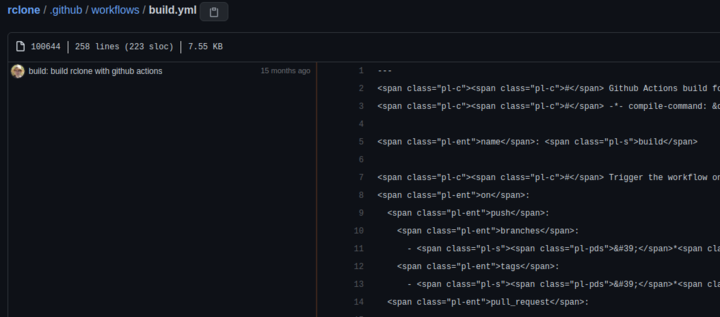 rclone / .github / workflows / build.yml
100644 | 258 lines (223 sloc) | 7.55 KB
build: build rclone with github actions 15 months ago
1 ---
2 <span class="pl-c"><span class="pl-c">#</span> Github Actions build fo
3 <span class="pl-c"><span class="pl-c">#</span> -*- compile-command: &
4
5 <span class="pl-ent">name</span>: <span class="pl-s">build</span>
6
7 <span class="pl-c"><span class="pl-c">#</span> Trigger the workflow on
8 <span class="pl-ent">on</span>:
9 <span class="pl-ent">push</span>:
10 <span class="pl-ent">branches</span>:
11 - <span class="pl-s"><span class="pl-pds">&#39;</span>*<span cla
12 <span class="pl-ent">tags</span>:
13 - <span class="pl-s"><span class="pl-pds">&#39;</span>*<span cla
14 <span class="pl-ent">pull_request</span>: